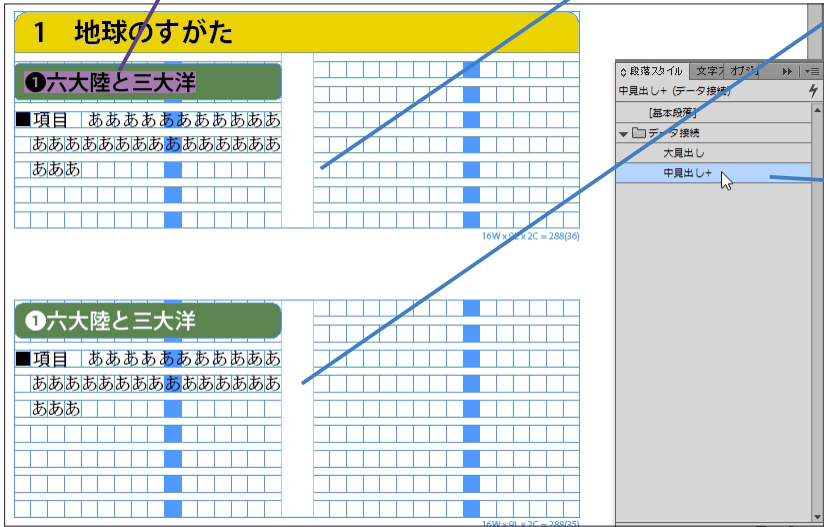 1 地球のすがた
❶六大陸と三大洋
■項目 あああああああああああ
あああああああああああああああ
あああ
16W x 9L x 2C = 288(36)
❶六大陸と三大洋
■項目 あああああああああああ
あああああああああああああああ
あああ
16W x 9L x 2C = 288(35)
段落スタイル
中見出し+ (データ接続)
[基本段落]
データ接続
大見出し
中見出し+